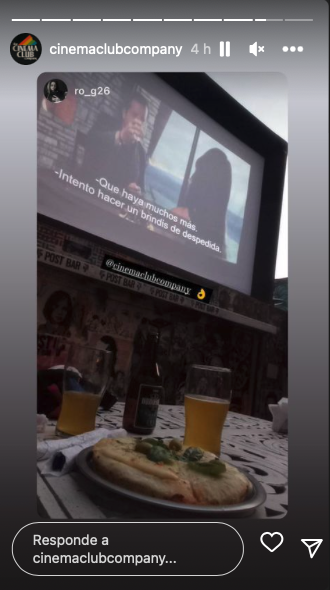 CINEMA
CLUB
cinemaclubcompany 4 h
ro_g26
-Que haya muchos más.
-Intento hacer un brindis de despedida.
@cinemaclubcompany 👌
POST BAR
POST BAR
Responde a
cinemaclubcompany...